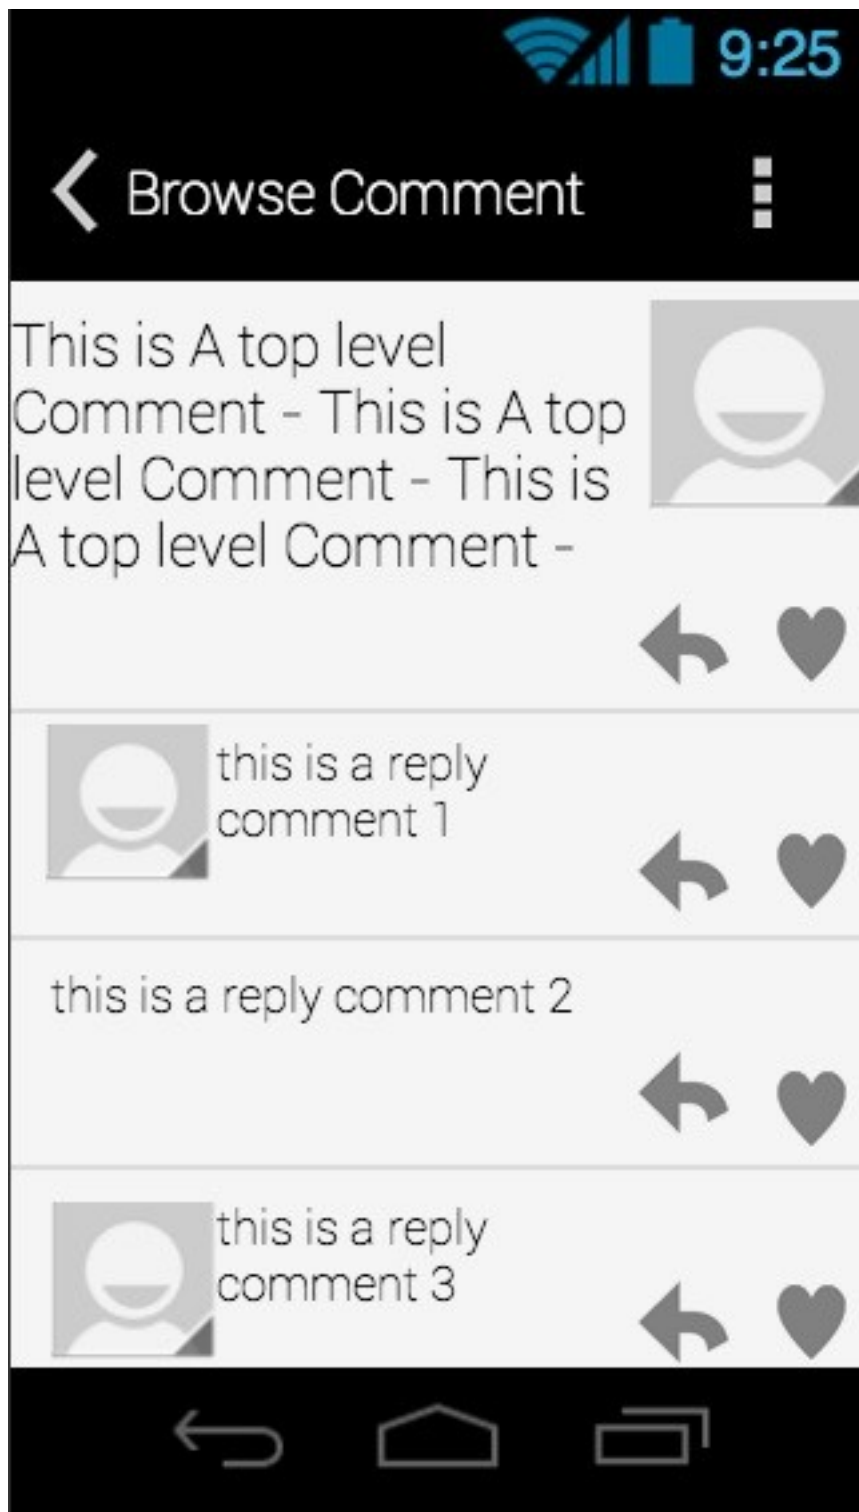 9:25
Browse Comment
This is A top level
Comment - This is A top
level Comment - This is
A top level Comment -
this is a reply
comment 1
this is a reply comment 2
this is a reply
comment 3